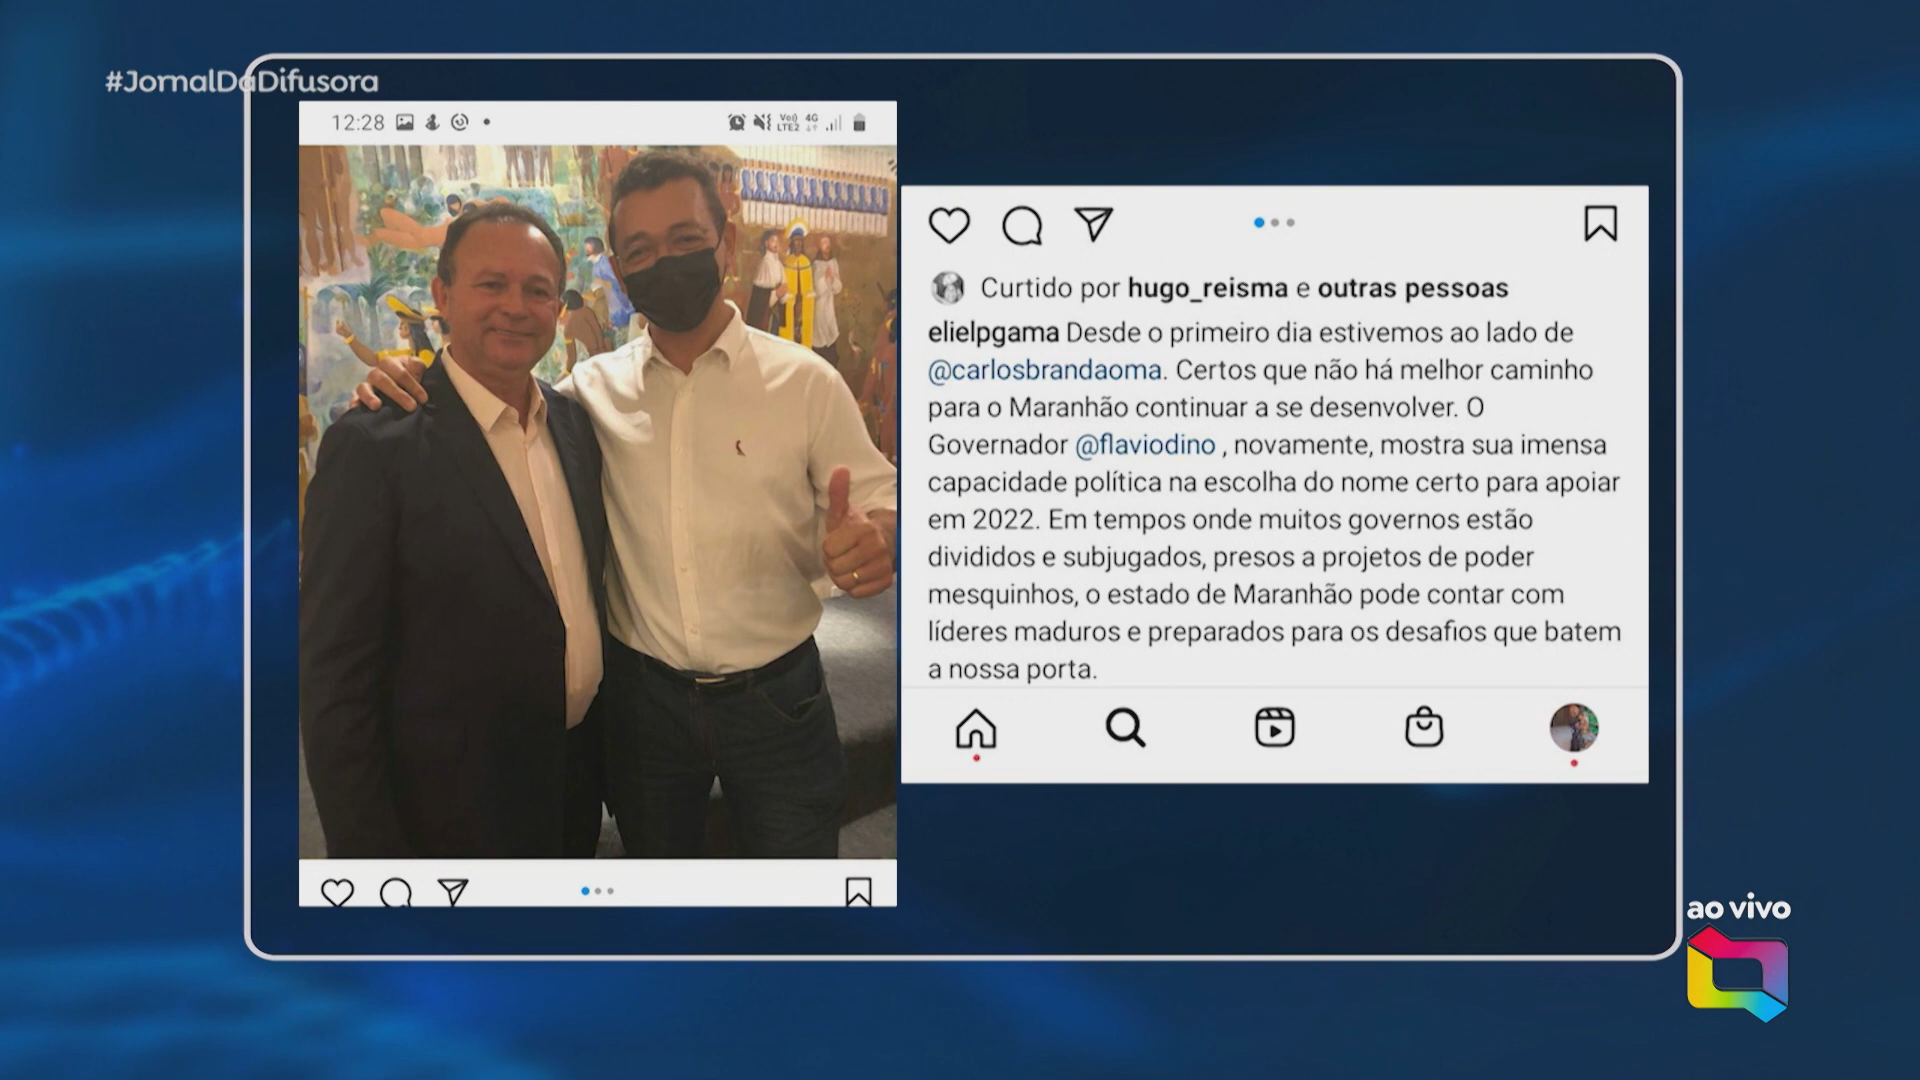 #JornalDaDifusora
12:28
Vo)) 4G
LTE2
Curtido por hugo_reisma e outras pessoas
elielpgama Desde o primeiro dia estivemos ao lado de
@carlosbrandaoma. Certos que não há melhor caminho
para o Maranhão continuar a se desenvolver. O
Governador @flaviodino , novamente, mostra sua imensa
capacidade política na escolha do nome certo para apoiar
em 2022. Em tempos onde muitos governos estão
divididos e subjugados, presos a projetos de poder
mesquinhos, o estado de Maranhão pode contar com
líderes maduros e preparados para os desafios que batem
a nossa porta.
ao vivo